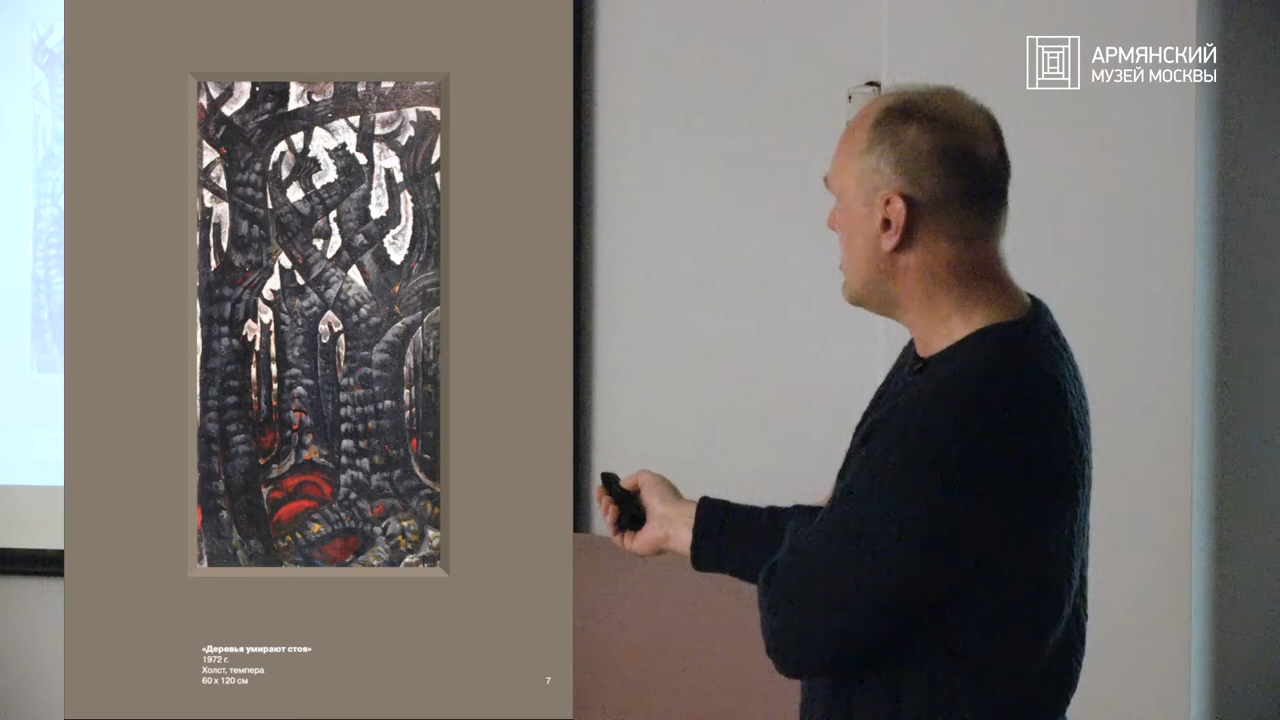 АРМЯНСКИЙ
МУЗЕЙ МОСКВЫ
«Деревья умирают стоя»
1972 г.
Холст, темпера
60 х 120 см
7